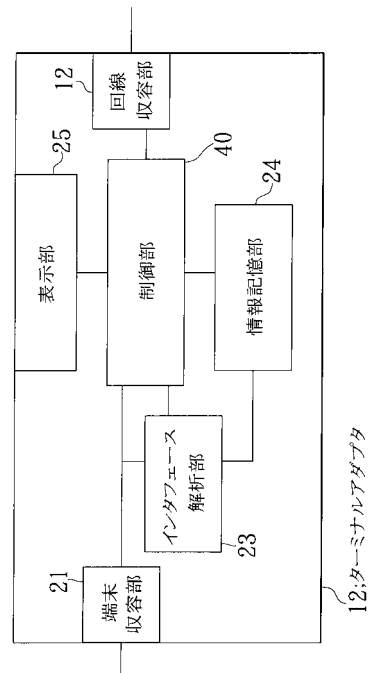 表示部
25
回線
収容部
12
制御部
40
情報記憶部
24
インタフェース
解析部
23
端末
収容部
21
12;ターミナルアダプタ